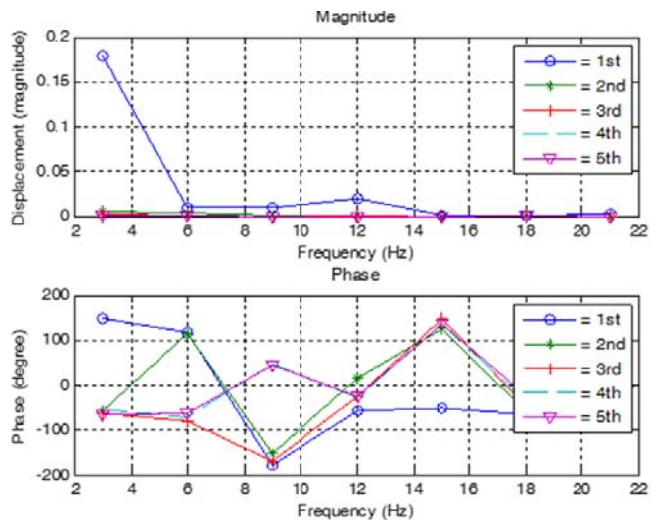 Magnitude
Displacement (magnitude)
0.2
0.15
0.1
0.05
0
= 1st
= 2nd
= 3rd
= 4th
= 5th
2 4 6 8 10 12 14 16 18 20 22
Frequency (Hz)
Phase
Phase (degree)
200
100
0
-100
-200
= 1st
= 2nd
= 3rd
= 4th
= 5th
2 4 6 8 10 12 14 16 18 20 22
Frequency (Hz)